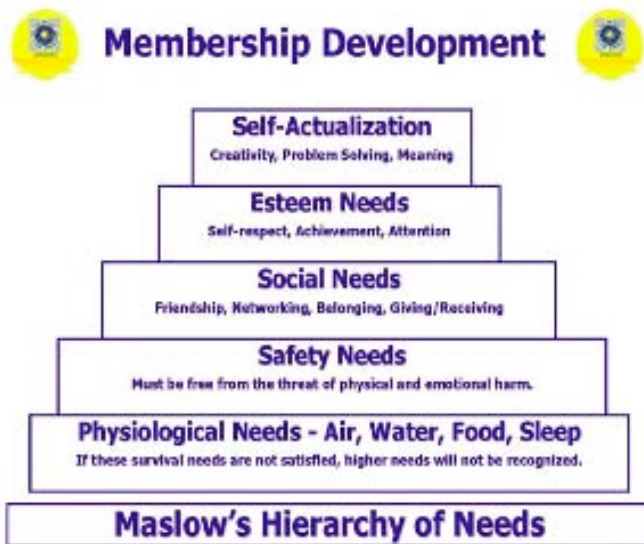 Membership Development
Self-Actualization
Creativity, Problem Solving, Meaning
Esteem Needs
Self-respect, Achievement, Attention
Social Needs
Friendship, Networking, Belonging, Giving/Receiving
Safety Needs
Must be free from the threat of physical and emotional harm.
Physiological Needs - Air, Water, Food, Sleep
If these survival needs are not satisfied, higher needs will not be recognized.
Maslow's Hierarchy of Needs